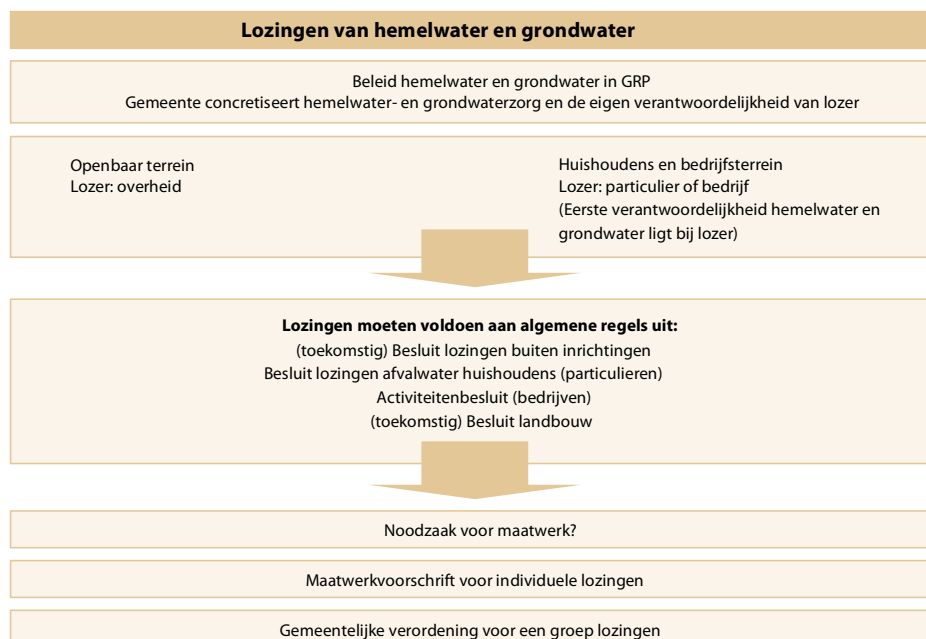 Lozingen van hemelwater en grondwater
Beleid hemelwater en grondwater in GRP
Gemeente concretiseert hemelwater- en grondwaterzorg en de eigen verantwoordelijkheid van lozer
Openbaar terrein
Lozer: overheid
Huishoudens en bedrijfsterrein
Lozer: particulier of bedrijf
(Eerste verantwoordelijkheid hemelwater en
grondwater ligt bij lozer)
Lozingen moeten voldoen aan algemene regels uit:
(toekomstig) Besluit lozingen buiten inrichtingen
Besluit lozingen afvalwater huishoudens (particulieren)
Activiteitenbesluit (bedrijven)
(toekomstig) Besluit landbouw
Noodzaak voor maatwerk?
Maatwerkvoorschrift voor individuele lozingen
Gemeentelijke verordening voor een groep lozingen